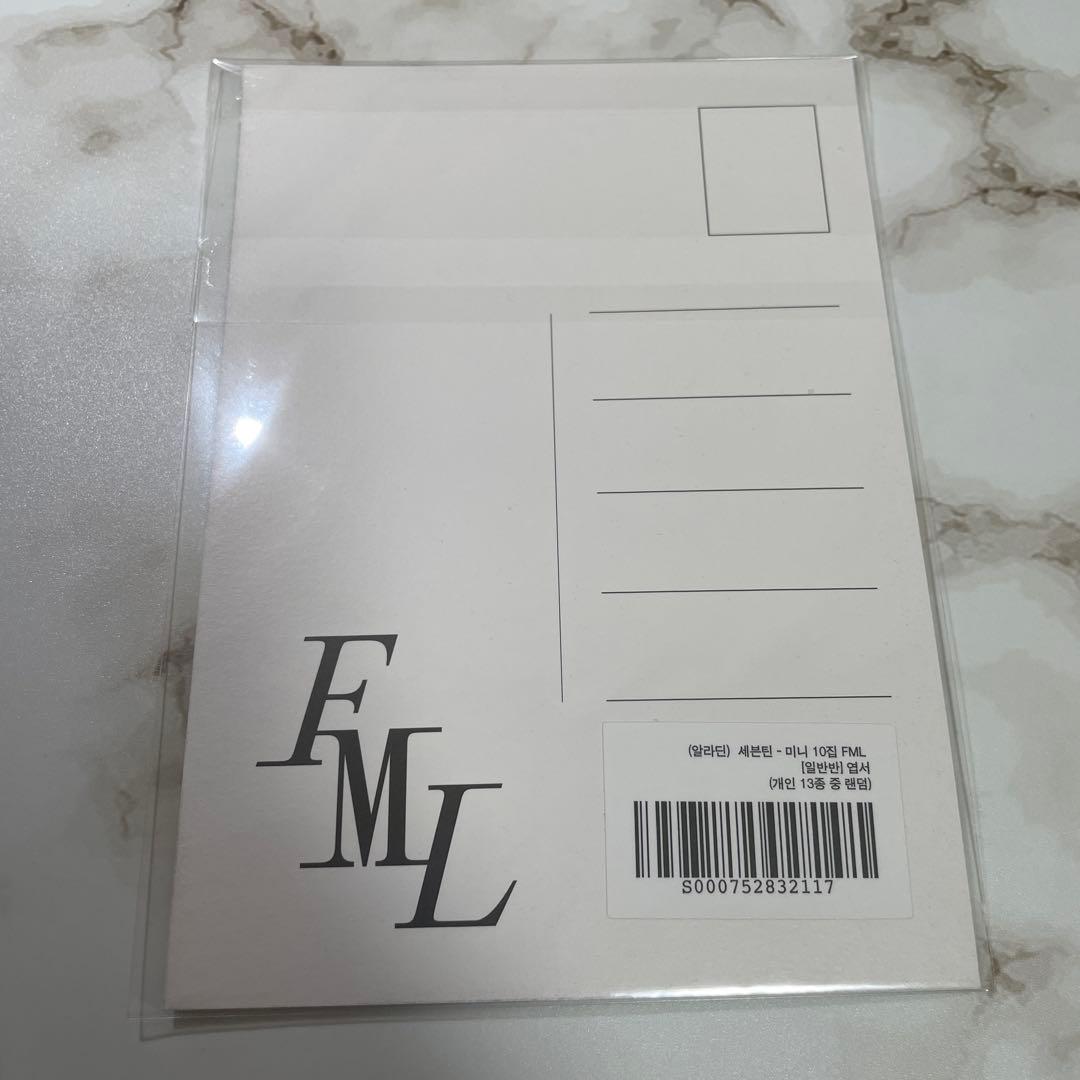 FML
(알라딘) 세븐틴 - 미니 10집 FML
[일반반] 엽서
(개인 13종 중 랜덤)
S000752832117